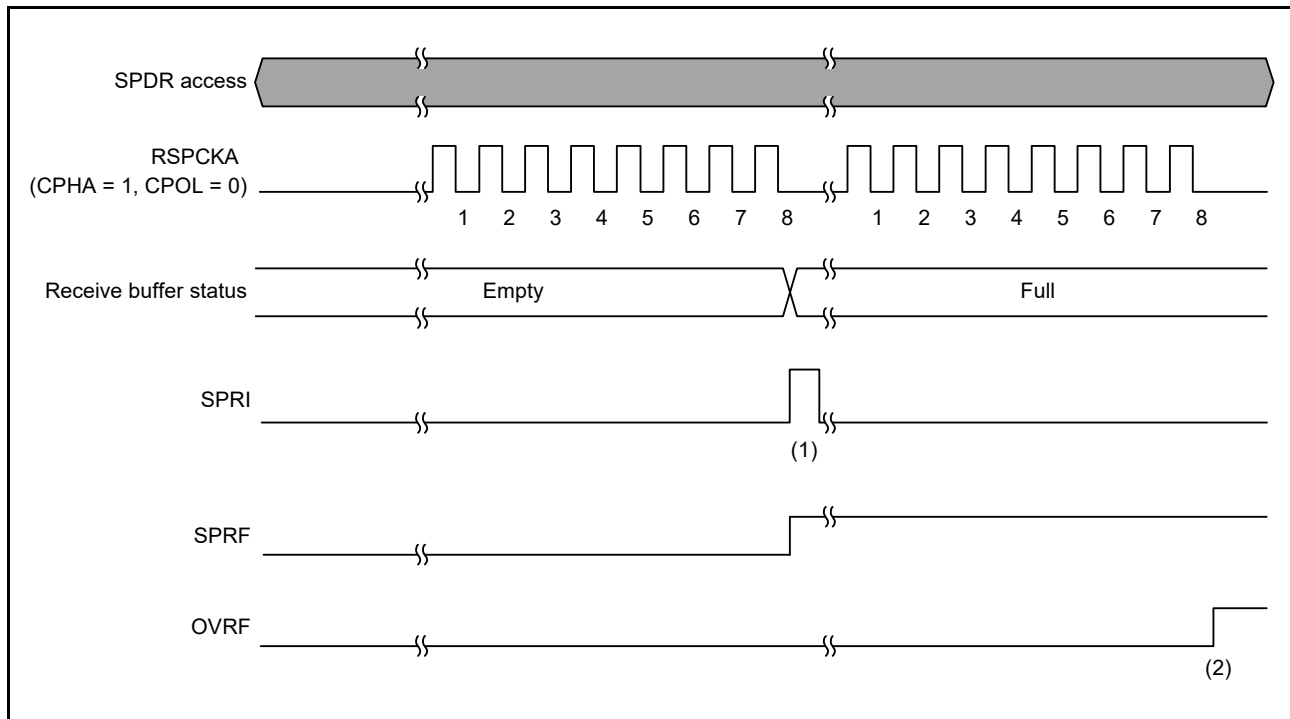 SPDR access
RSPCKA
(CPHA = 1, CPOL = 0)
1 2 3 4 5 6 7 8 1 2 3 4 5 6 7 8
Receive buffer status
Empty
Full
SPRI
(1)
SPRF
OVRF
(2)